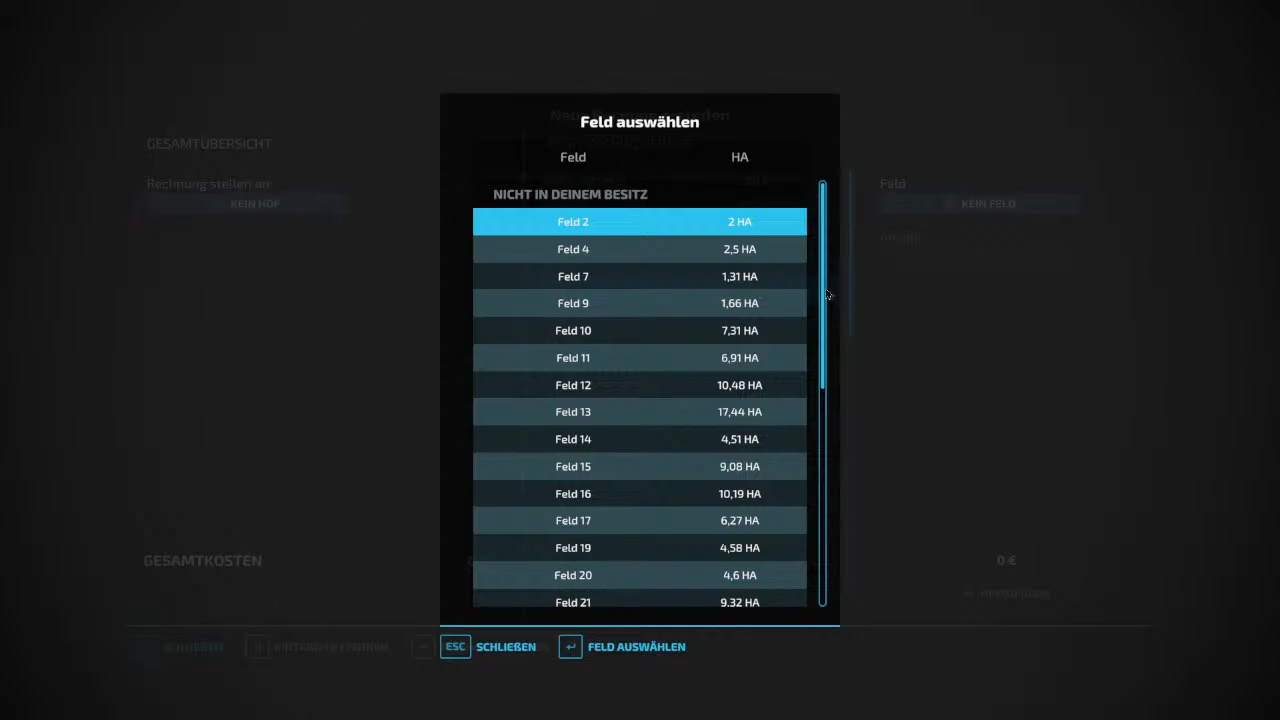 Feld auswählen
Feld HA
GESAMTÜBERSICHT
Rechnung stellen an
KEIN HOF
Feld
KEIN FELD
NICHT IN DEINEM BESITZ
Feld 2 2 HA
Feld 4 2,5 HA
Feld 7 1,31 HA
Feld 9 1,66 HA
Feld 10 7,31 HA
Feld 11 6,91 HA
Feld 12 10,48 HA
Feld 13 17,44 HA
Feld 14 4,51 HA
Feld 15 9,08 HA
Feld 16 10,19 HA
Feld 17 6,27 HA
Feld 19 4,58 HA
Feld 20 4,6 HA
Feld 21 9,32 HA
GESAMTKOSTEN 0 €
ESC SCHLIEßEN FELD AUSWÄHLEN